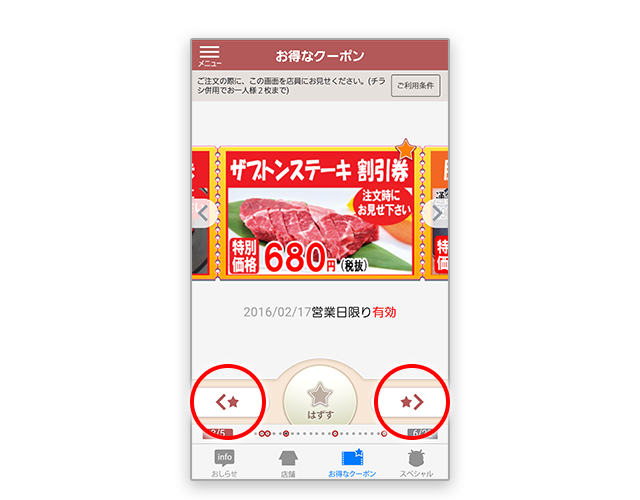 お得なクーポン
メニュー
ご注文の際に、この画面を店員にお見せください。(チラ
シ併用でお一人様2枚まで)
ご利用条件
ザブトンステーキ 割引券
注文時に
お見せ下さい
特別
価格
680円(税抜)
2016/02/17営業日限り有効
はずす
info
おしらせ
店舗
お得なクーポン
スペシャル